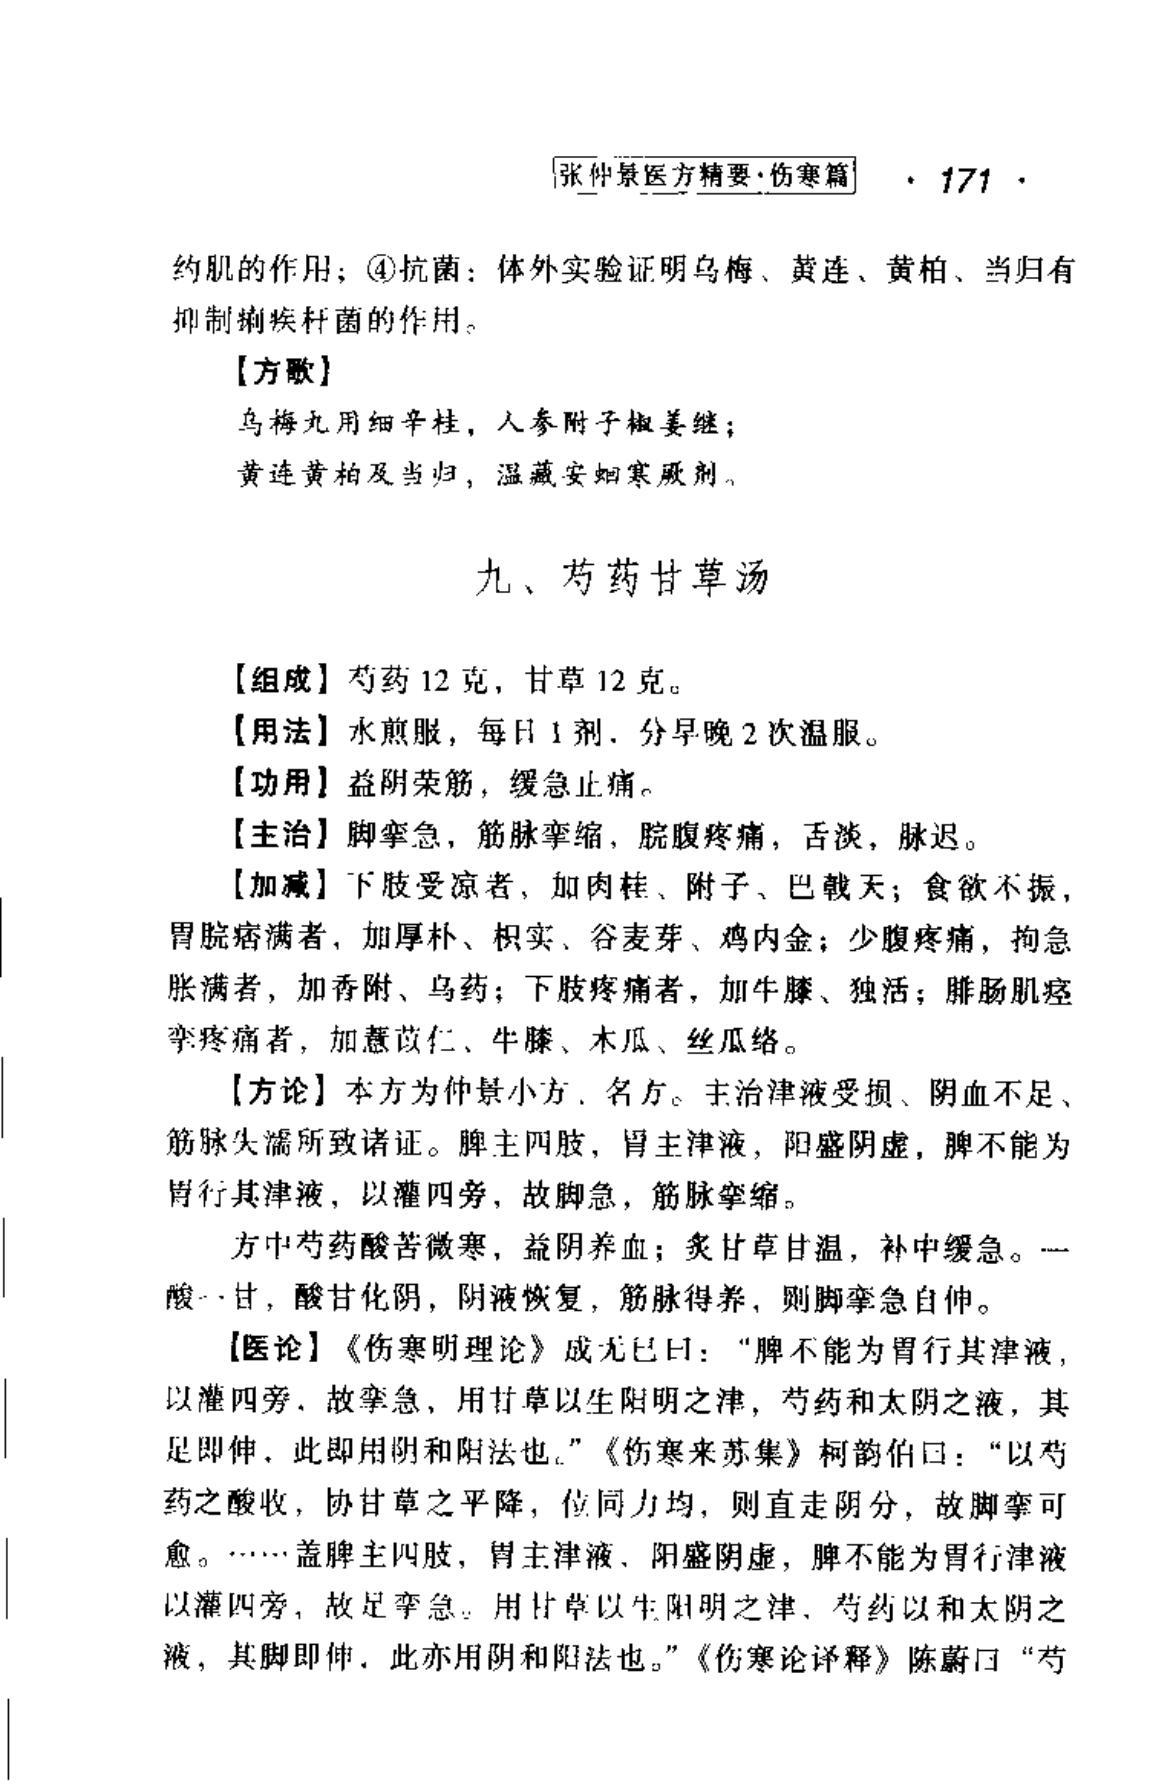 张仲景医方精要·伤寒篇 · 171 ·
约肌的作用；④抗菌：体外实验证明乌梅、黄连、黄柏、当归有
抑制痢疾杆菌的作用。
【方歌】
乌梅丸用细辛桂，人参附子椒姜继；
黄连黄柏及当归，温藏安蛔寒厥剂。
九、芍药甘草汤
【组成】芍药 12 克，甘草 12 克。
【用法】水煎服，每日 1 剂．分早晚 2 次温服。
【功用】益阴荣筋，缓急止痛。
【主治】脚挛急，筋脉挛缩，脘腹疼痛，舌淡，脉迟。
【加减】下肢受凉者，加肉桂、附子、巴戟天；食欲不振，
胃脘痞满者，加厚朴、枳实、谷麦芽、鸡内金；少腹疼痛，拘急
胀满者，加香附、乌药；下肢疼痛者，加牛膝、独活；腓肠肌痉
挛疼痛者，加薏苡仁、牛膝、木瓜、丝瓜络。
【方论】本方为仲景小方、名方。主治津液受损、阴血不足、
筋脉失濡所致诸证。脾主四肢，胃主津液，阳盛阴虚，脾不能为
胃行其津液，以灌四旁，故脚急，筋脉挛缩。
方中芍药酸苦微寒，益阴养血；炙甘草甘温，补中缓急。一
酸一甘，酸甘化阴，阴液恢复，筋脉得养，则脚挛急自伸。
【医论】《伤寒明理论》成无已曰：“脾不能为胃行其津液，
以灌四旁．故挛急，用甘草以生阳明之津，芍药和太阴之液，其
足即伸．此即用阴和阳法也。”《伤寒来苏集》柯韵伯曰：“以芍
药之酸收，协甘草之平降，位同力均，则直走阴分，故脚挛可
愈。……盖脾主四肢，胃主津液、阳盛阴虚，脾不能为胃行津液
以灌四旁，故足挛急。用甘草以生阳明之津、芍药以和太阴之
液，其脚即伸．此亦用阴和阳法也。”《伤寒论译释》陈蔚曰“芍